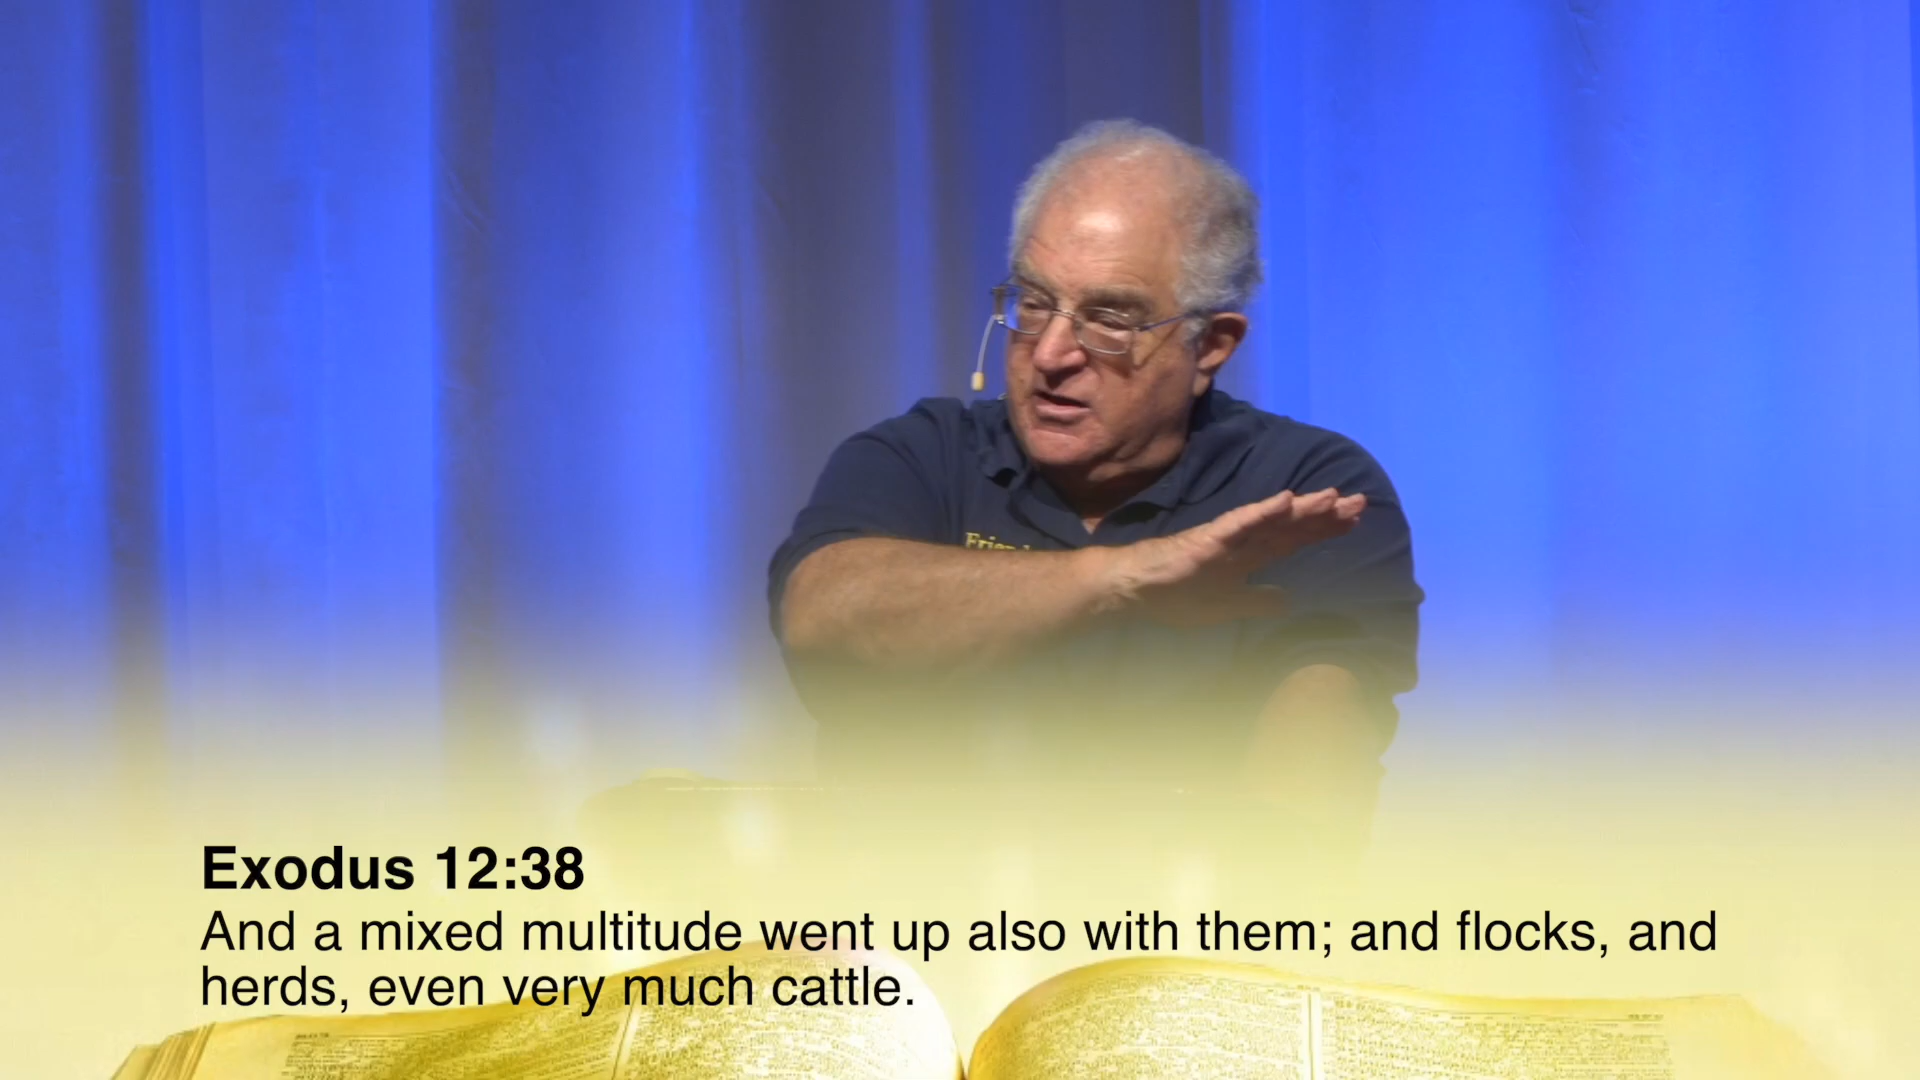 Exodus 12:38
And a mixed multitude went up also with them; and flocks, and
herds, even very much cattle.